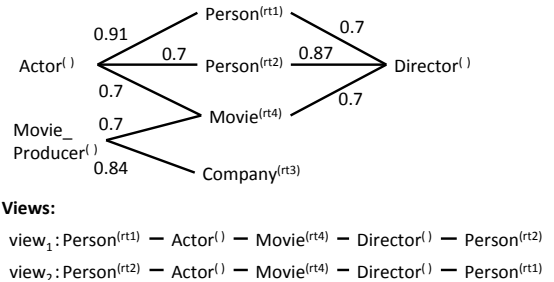 Person(rt1)
0.91 0.7
Actor( ) 0.7 Person(rt2) 0.87 Director( )
0.7 0.7
0.7 Movie(rt4)
Movie_
Producer( )
0.84
Company(rt3)
Views:
view1: Person(rt1) – Actor( ) – Movie(rt4) – Director( ) – Person(rt2)
view2: Person(rt2) – Actor( ) – Movie(rt4) – Director( ) – Person(rt1)